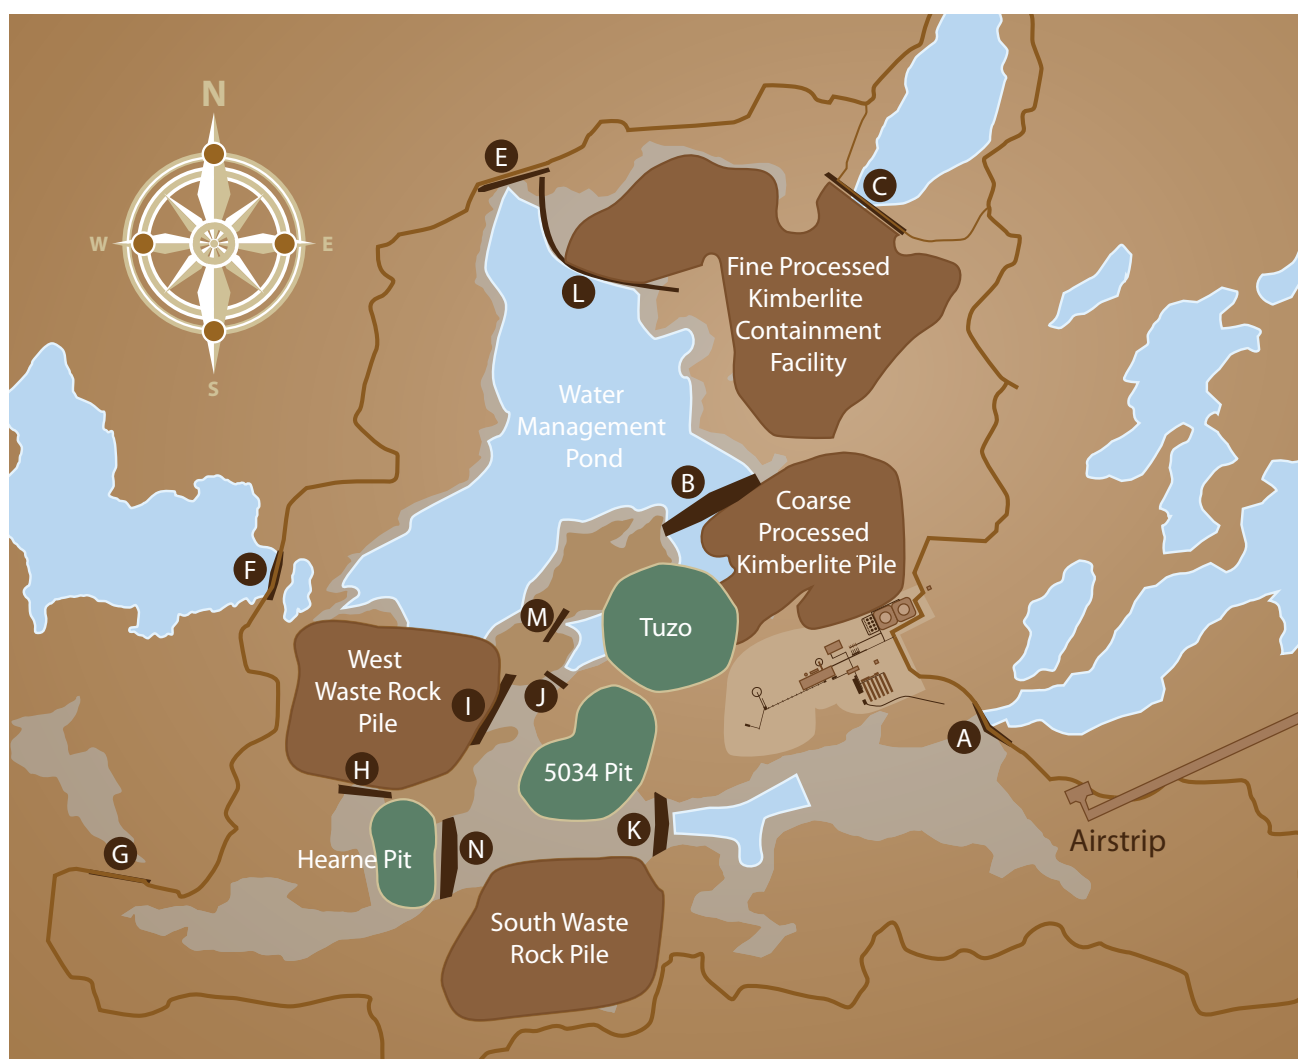 N
W
E
S
E
C
L
Fine Processed
Kimberlite
Containment
Facility
Water
Management
Pond
B
Coarse
Processed
Kimberlite Pile
F
M
Tuzo
West
Waste Rock
Pile
I
J
A
H
5034 Pit
K
Airstrip
G
Hearne Pit
N
South Waste
Rock Pile